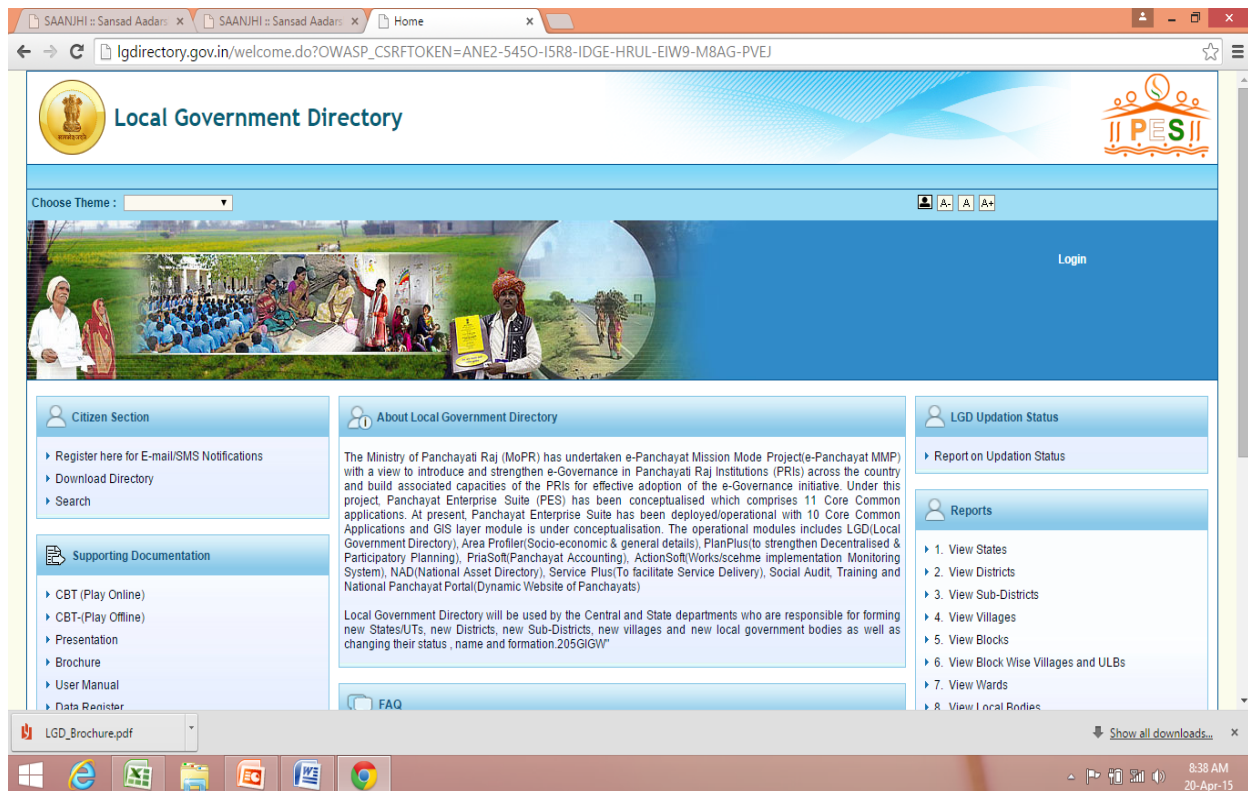 SAANJHI :: Sansad Aadars
SAANJHI :: Sansad Aadars
Home
lgdirectory.gov.in/welcome.do?OWASP_CSRFTOKEN=ANE2-545O-I5R8-IDGE-HRUL-EIW9-M8AG-PVEJ
Local Government Directory
PES
Choose Theme :
A- A A+
Login
Citizen Section
Register here for E-mail/SMS Notifications
Download Directory
Search
Supporting Documentation
CBT (Play Online)
CBT-(Play Offline)
Presentation
Brochure
User Manual
Data Register
About Local Government Directory
The Ministry of Panchayati Raj (MoPR) has undertaken e-Panchayat Mission Mode Project(e-Panchayat MMP)
with a view to introduce and strengthen e-Governance in Panchayati Raj Institutions (PRIs) across the country
and build associated capacities of the PRIs for effective adoption of the e-Governance initiative. Under this
project, Panchayat Enterprise Suite (PES) has been conceptualised which comprises 11 Core Common
applications. At present, Panchayat Enterprise Suite has been deployed/operational with 10 Core Common
Applications and GIS layer module is under conceptualisation. The operational modules includes LGD(Local
Government Directory), Area Profiler(Socio-economic & general details), PlanPlus(to strengthen Decentralised &
Participatory Planning), PriaSoft(Panchayat Accounting), ActionSoft(Works/scehme implementation Monitoring
System), NAD(National Asset Directory), Service Plus(To facilitate Service Delivery), Social Audit, Training and
National Panchayat Portal(Dynamic Website of Panchayats)
Local Government Directory will be used by the Central and State departments who are responsible for forming
new States/UTs, new Districts, new Sub-Districts, new villages and new local government bodies as well as
changing their status , name and formation.205GIGW"
FAQ
LGD Updation Status
Report on Updation Status
Reports
1. View States
2. View Districts
3. View Sub-Districts
4. View Villages
5. View Blocks
6. View Block Wise Villages and ULBs
7. View Wards
8. View Local Bodies
LGD_Brochure.pdf
Show all downloads...
8:38 AM
20-Apr-15